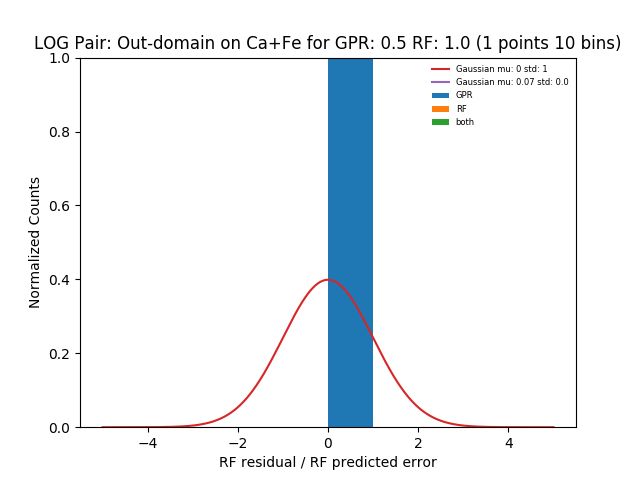 LOG Pair: Out-domain on Ca+Fe for GPR: 0.5 RF: 1.0 (1 points 10 bins)
Gaussian mu: 0 std: 1
Gaussian mu: 0.07 std: 0.0
GPR
RF
both
1.0
0.8
0.6
0.4
0.2
0.0
Normalized Counts
−4 −2 0 2 4
RF residual / RF predicted error